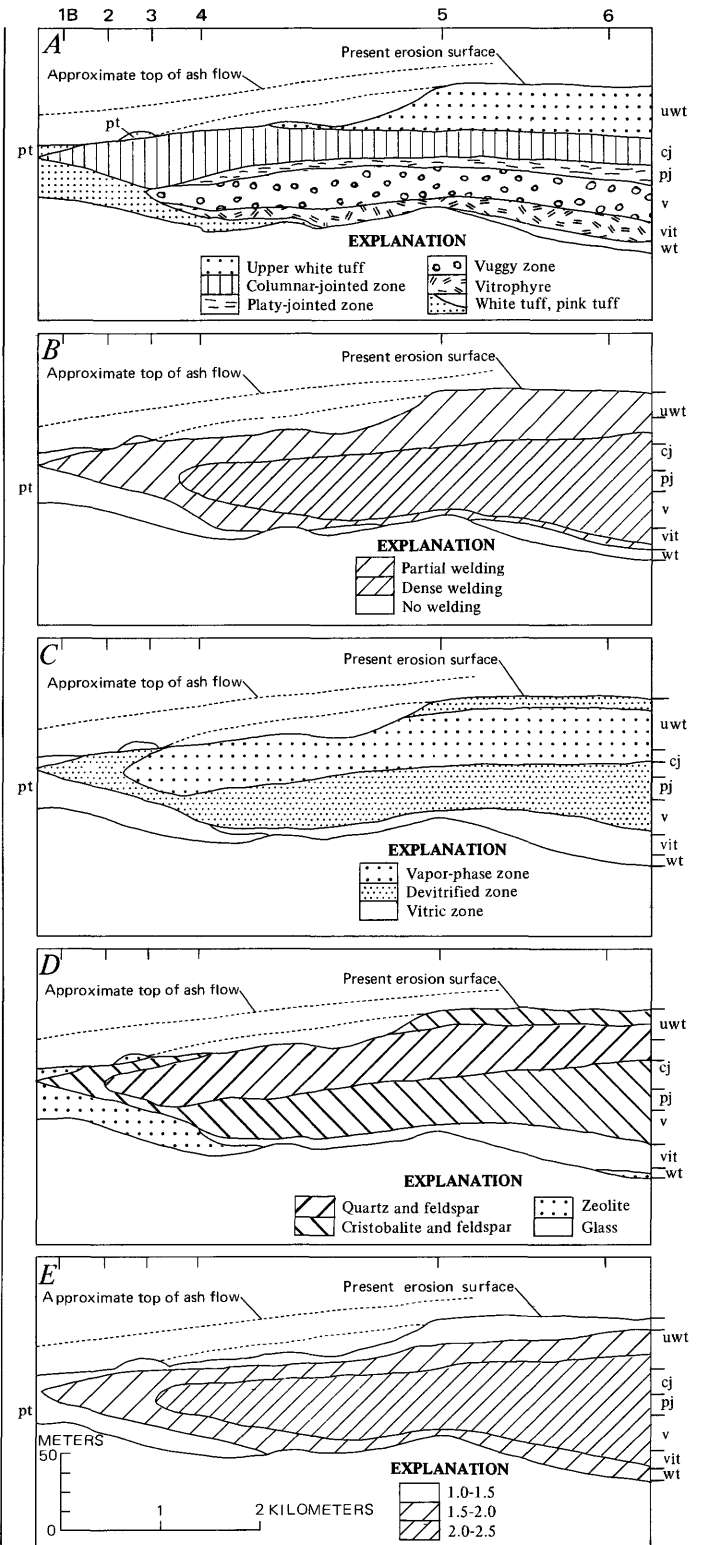 1B 2 3 4 5 6
A
Present erosion surface
Approximate top of ash flow
pt
pt
uwt
cj
pj
v
vit
wt
EXPLANATION
Upper white tuff
Columnar-jointed zone
Platy-jointed zone
Vuggy zone
Vitrophyre
White tuff, pink tuff
B
Present erosion surface
Approximate top of ash flow
pt
uwt
cj
pj
v
vit
wt
EXPLANATION
Partial welding
Dense welding
No welding
C
Present erosion surface
Approximate top of ash flow
pt
uwt
cj
pj
v
vit
wt
EXPLANATION
Vapor-phase zone
Devitrified zone
Vitric zone
D
Present erosion surface
Approximate top of ash flow
uwt
cj
pj
v
vit
wt
EXPLANATION
Quartz and feldspar
Cristobalite and feldspar
Zeolite
Glass
E
Present erosion surface
Approximate top of ash flow
pt
uwt
cj
pj
v
vit
wt
METERS
50
0
1
2 KILOMETERS
EXPLANATION
1.0-1.5
1.5-2.0
2.0-2.5